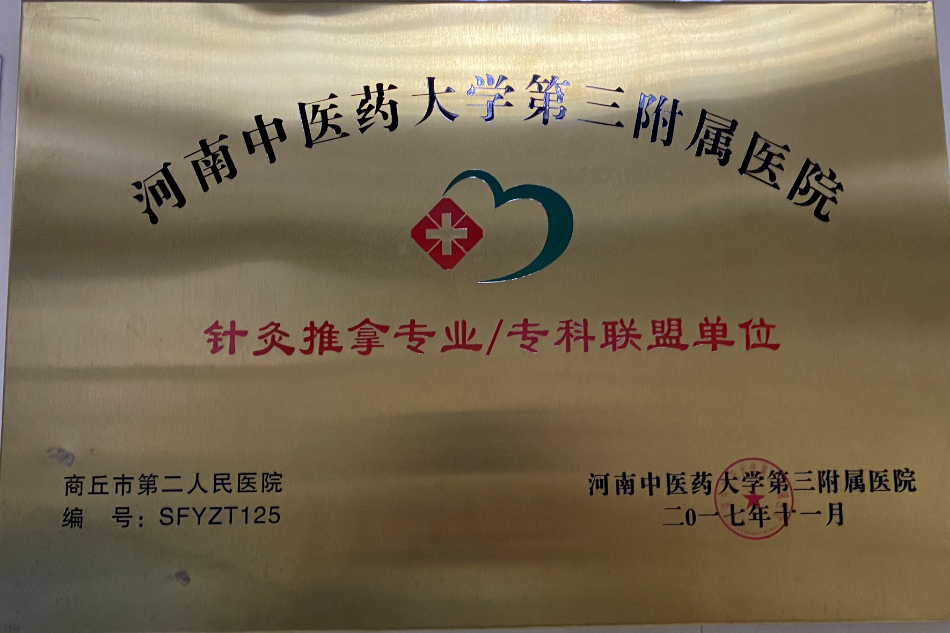 河南中医药大学第三附属医院
针灸推拿专业/专科联盟单位
商丘市第二人民医院
编 号：SFYZT125
河南中医药大学第三附属医院
二0一七年十一月